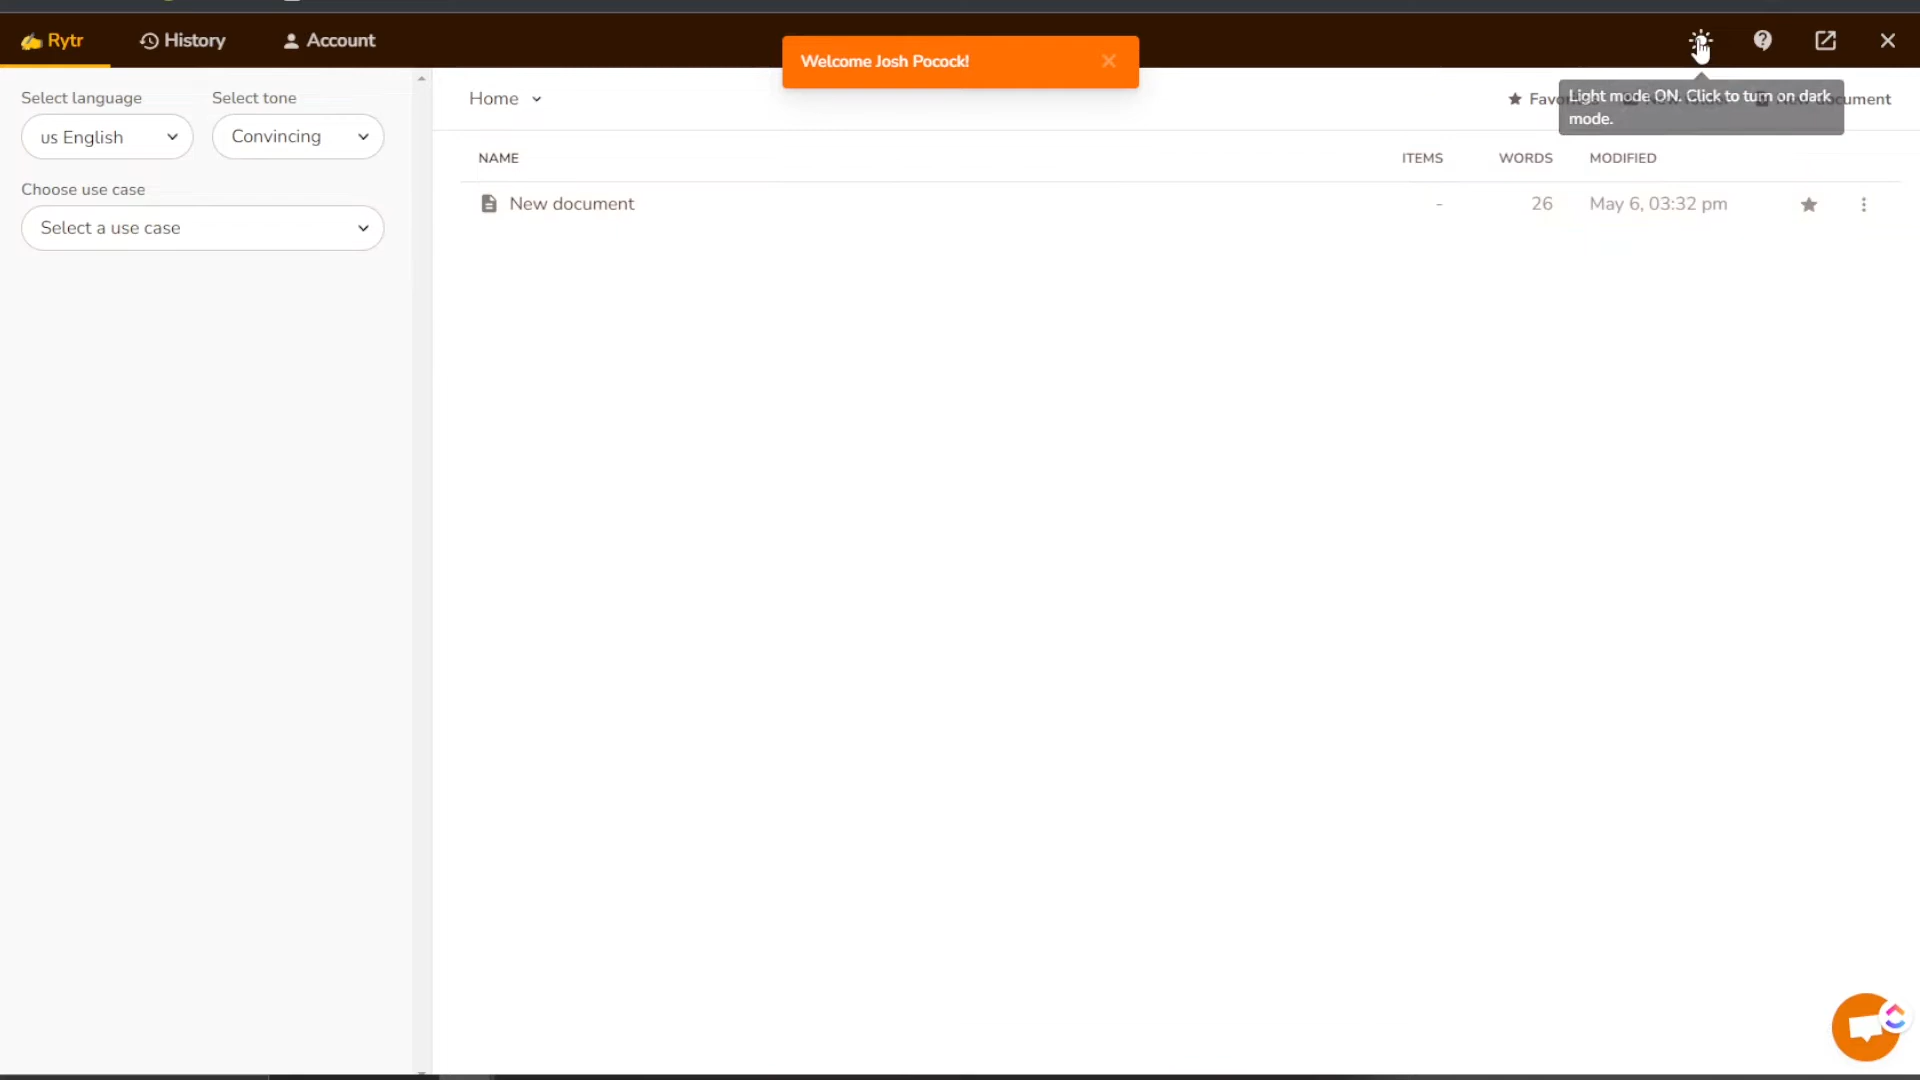 Rytr
History
Account
Welcome Josh Pocock!
Light mode ON. Click to turn on dark
mode.
Select language
Select tone
us English
Convincing
Choose use case
Select a use case
Home
NAME
ITEMS
WORDS
MODIFIED
New document
-
26
May 6, 03:32 pm